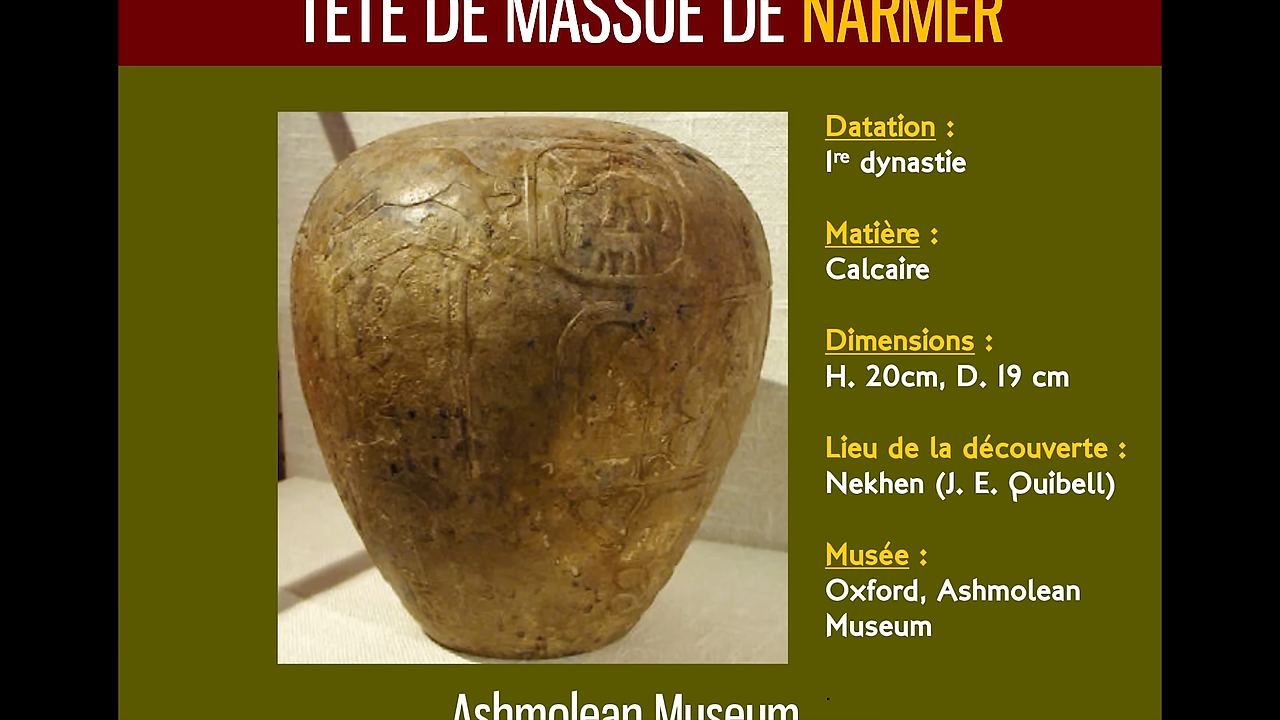 TÊTE DE MASSUE DE NARMER
Datation :
1re dynastie
Matière :
Calcaire
Dimensions :
H. 20cm, D. 19 cm
Lieu de la découverte :
Nekhen (J. E. Quibell)
Musée :
Oxford, Ashmolean
Museum
Ashmolean Museum